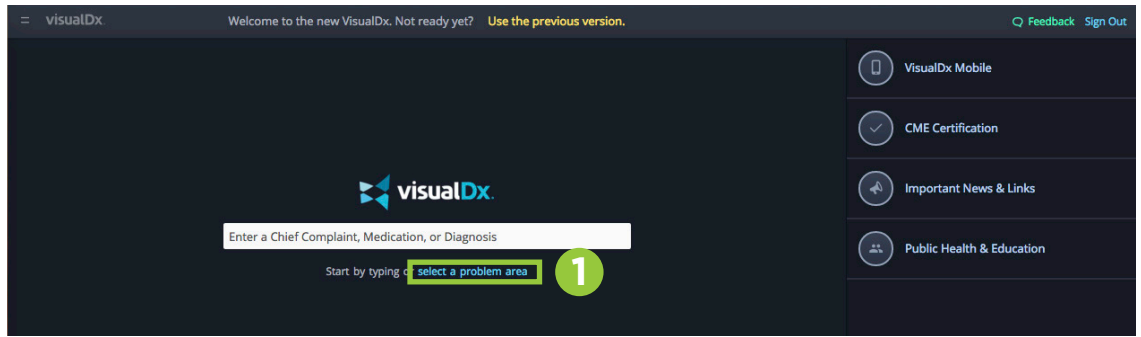 visualDx.
Welcome to the new VisualDx. Not ready yet? Use the previous version.
Feedback Sign Out
VisualDx Mobile
CME Certification
Important News & Links
Public Health & Education
visualDx.
Enter a Chief Complaint, Medication, or Diagnosis
Start by typing or select a problem area
1